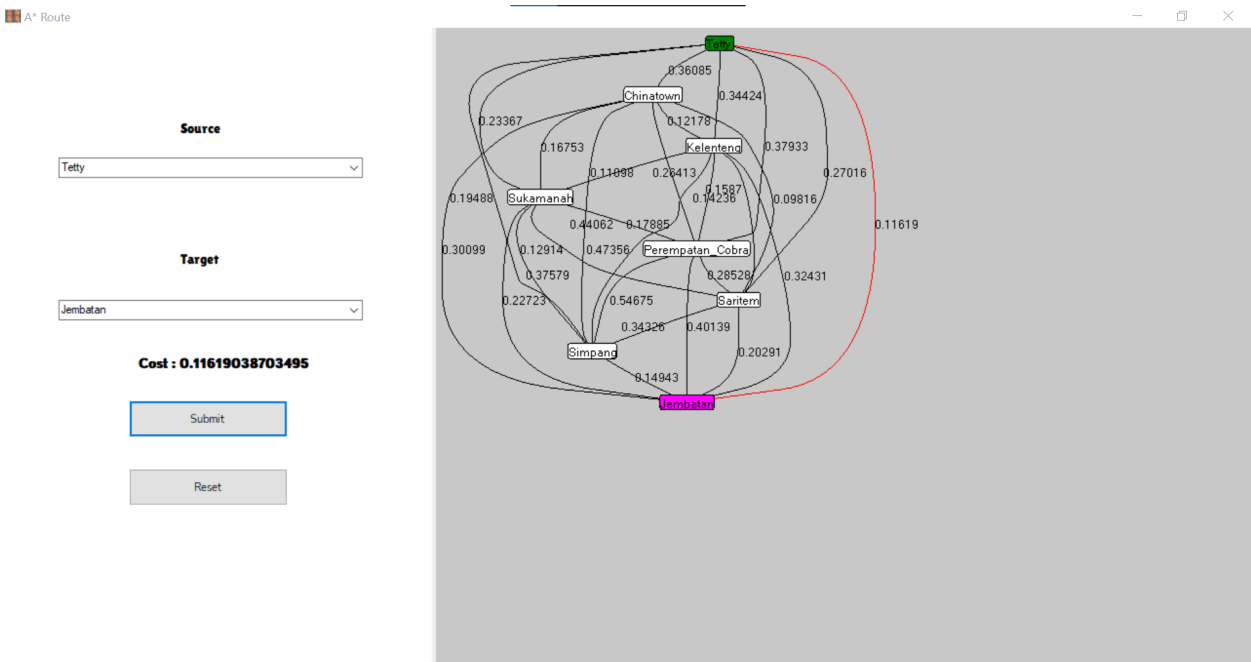 A* Route
Source
Tetty
Target
Jembatan
Cost : 0.11619038703495
Submit
Reset
Tetty
0.36085
Chinatown
0.34424
0.23367
0.12178
0.16753
Kelenteng
0.37933
0.11098
0.26413
0.27016
0.1587
0.19488
Sukamanah
0.14236
0.09816
0.44062
0.17885
0.11619
0.30099
0.12914
0.47356
Perempatan_Cobra
0.37579
0.28528
0.32431
0.22723
0.54675
Saritem
0.34326
0.40139
Simpang
0.20291
0.14943
Jembatan